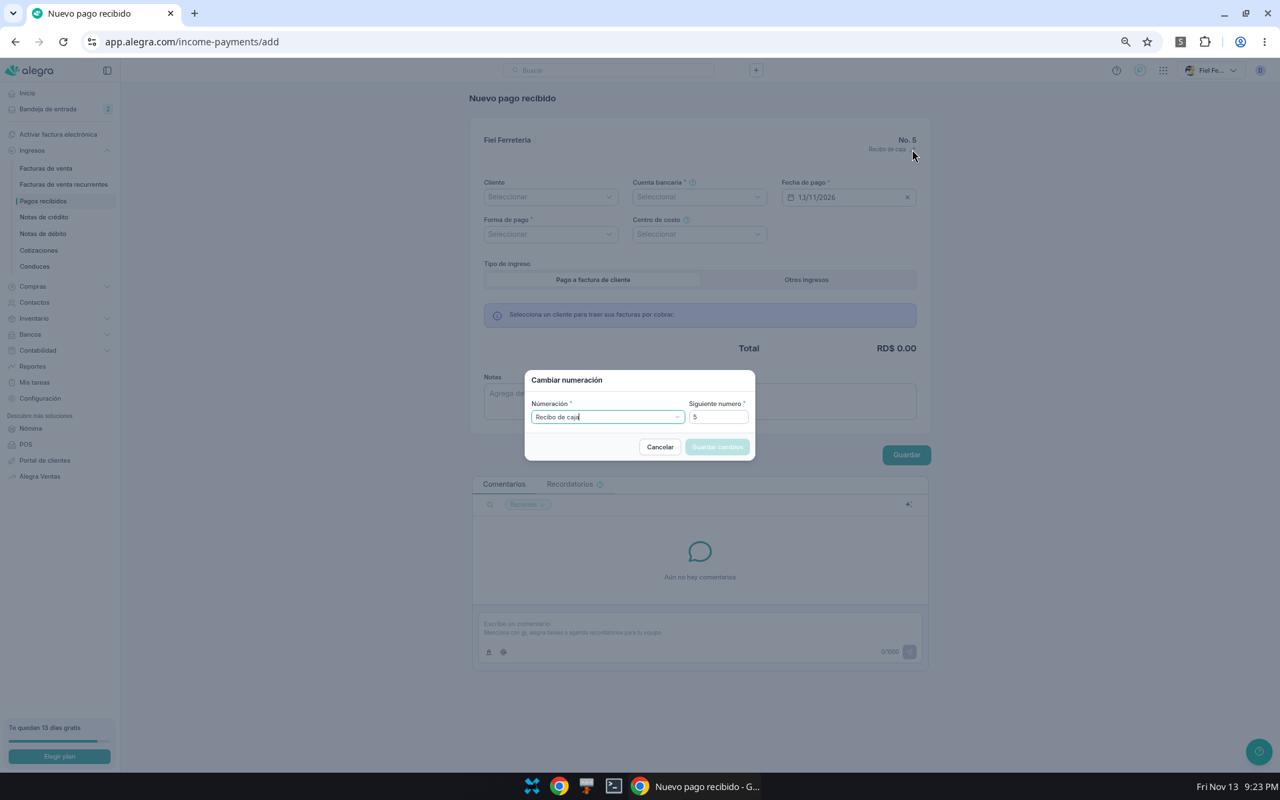 Nuevo pago recibido
app.alegra.com/income-payments/add
S
alegra
Buscar
Fiel Fe...
D
Inicio
Bandeja de entrada
2
Activar factura electrónica
Ingresos
Facturas de venta
Facturas de venta recurrentes
Pagos recibidos
Notas de crédito
Notas de débito
Cotizaciones
Conduces
Compras
Contactos
Inventario
Bancos
Contabilidad
Reportes
Mis tareas
Configuración
Descubre más soluciones
Nómina
POS
Portal de clientes
Alegra Ventas
Te quedan 13 días gratis
Elegir plan
Nuevo pago recibido
Fiel Ferreteria
No. 5
Recibo de caja
Cliente
Cuenta bancaria *
Fecha de pago *
Seleccionar
Seleccionar
13/11/2026
Forma de pago *
Centro de costo
Seleccionar
Seleccionar
Tipo de ingreso
Pago a factura de cliente
Otros ingresos
Selecciona un cliente para traer sus facturas por cobrar.
Total
RD$ 0.00
Notas
Agrega de
Cambiar numeración
Númeración *
Siguiente numero *
Recibo de caja
5
Cancelar
Guardar cambios
Guardar
Comentarios
Recordatorios
Recientes
Aún no hay comentarios
Escribe un comentario
Menciona con @, asigna tareas o agenda recordatorios para tu equipo
0/1000
Nuevo pago recibido - G...
Fri Nov 13
9:23 PM